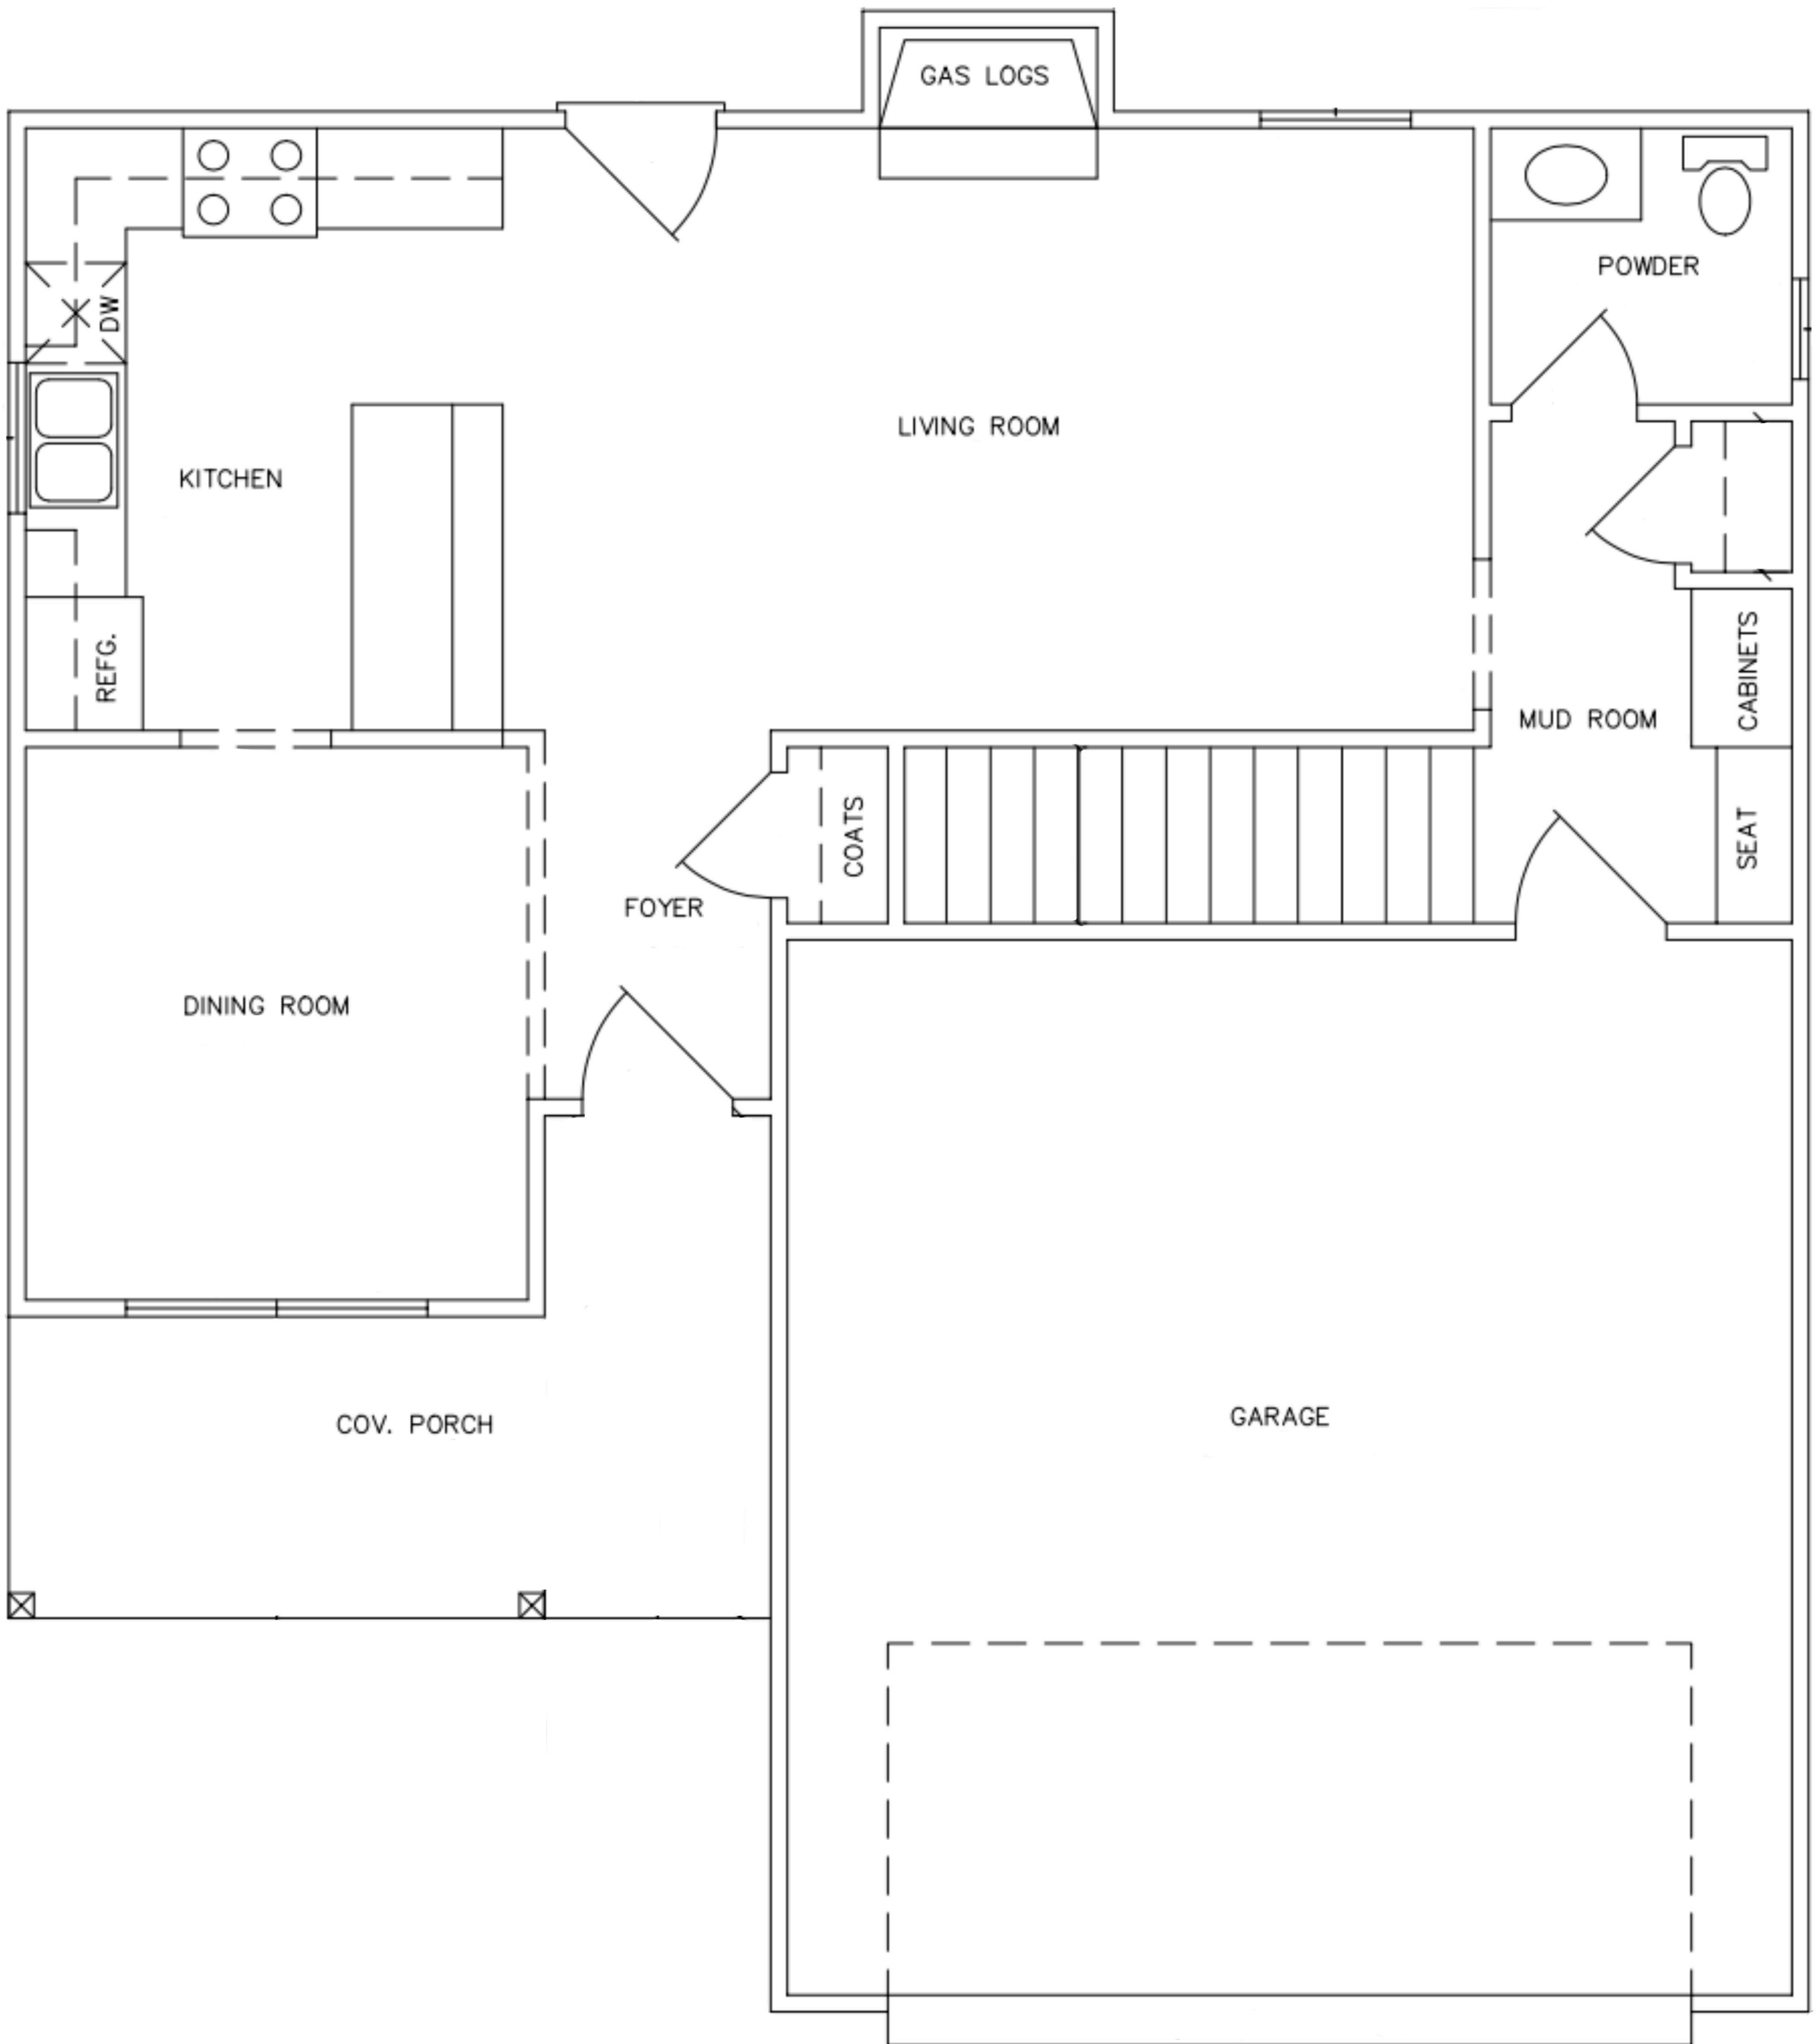 GAS LOGS
POWDER
DW
LIVING ROOM
KITCHEN
REFG.
CABINETS
MUD ROOM
COATS
SEAT
FOYER
DINING ROOM
GARAGE
COV. PORCH